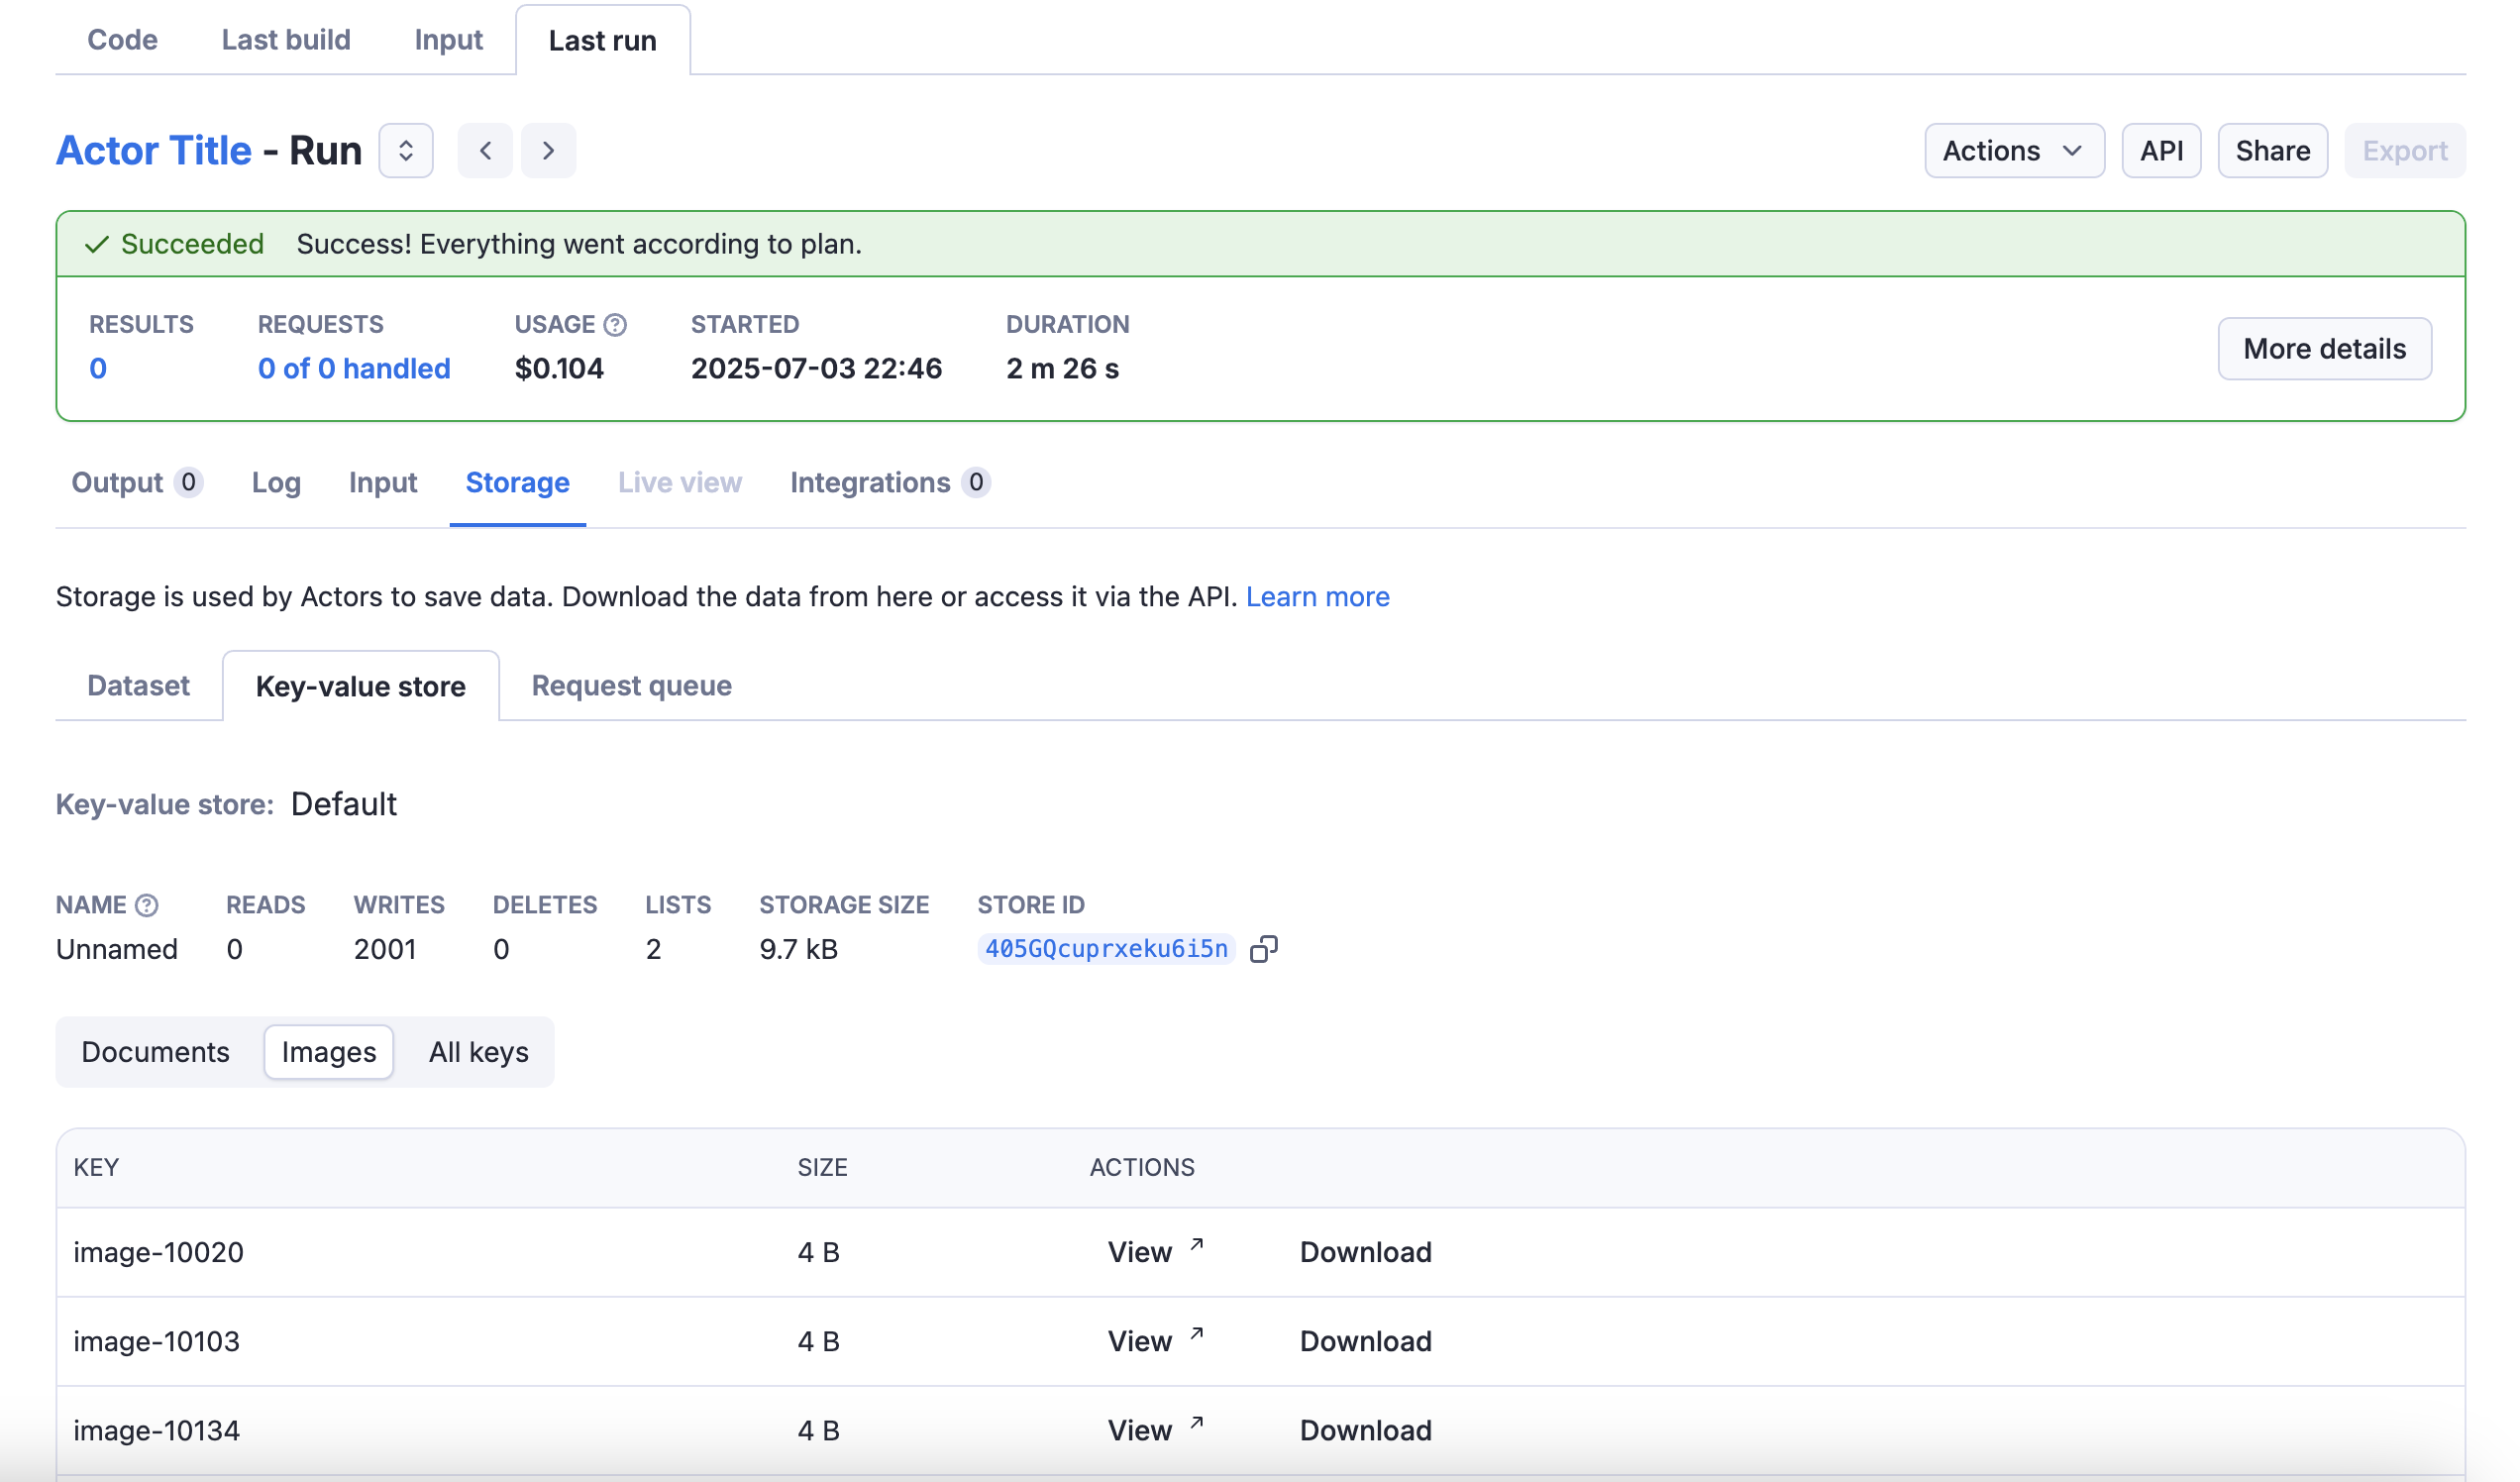 Code Last build Input Last run
Actor Title - Run Actions API Share Export
Succeeded Success! Everything went according to plan.
RESULTS REQUESTS USAGE STARTED DURATION
0 0 of 0 handled $0.104 2025-07-03 22:46 2 m 26 s More details
Output 0 Log Input Storage Live view Integrations 0
Storage is used by Actors to save data. Download the data from here or access it via the API. Learn more
Dataset Key-value store Request queue
Key-value store: Default
NAME READS WRITES DELETES LISTS STORAGE SIZE STORE ID
Unnamed 0 2001 0 2 9.7 kB 405GQcuprxeku6i5n
Documents Images All keys
KEY SIZE ACTIONS
image-10020 4 B View Download
image-10103 4 B View Download
image-10134 4 B View Download